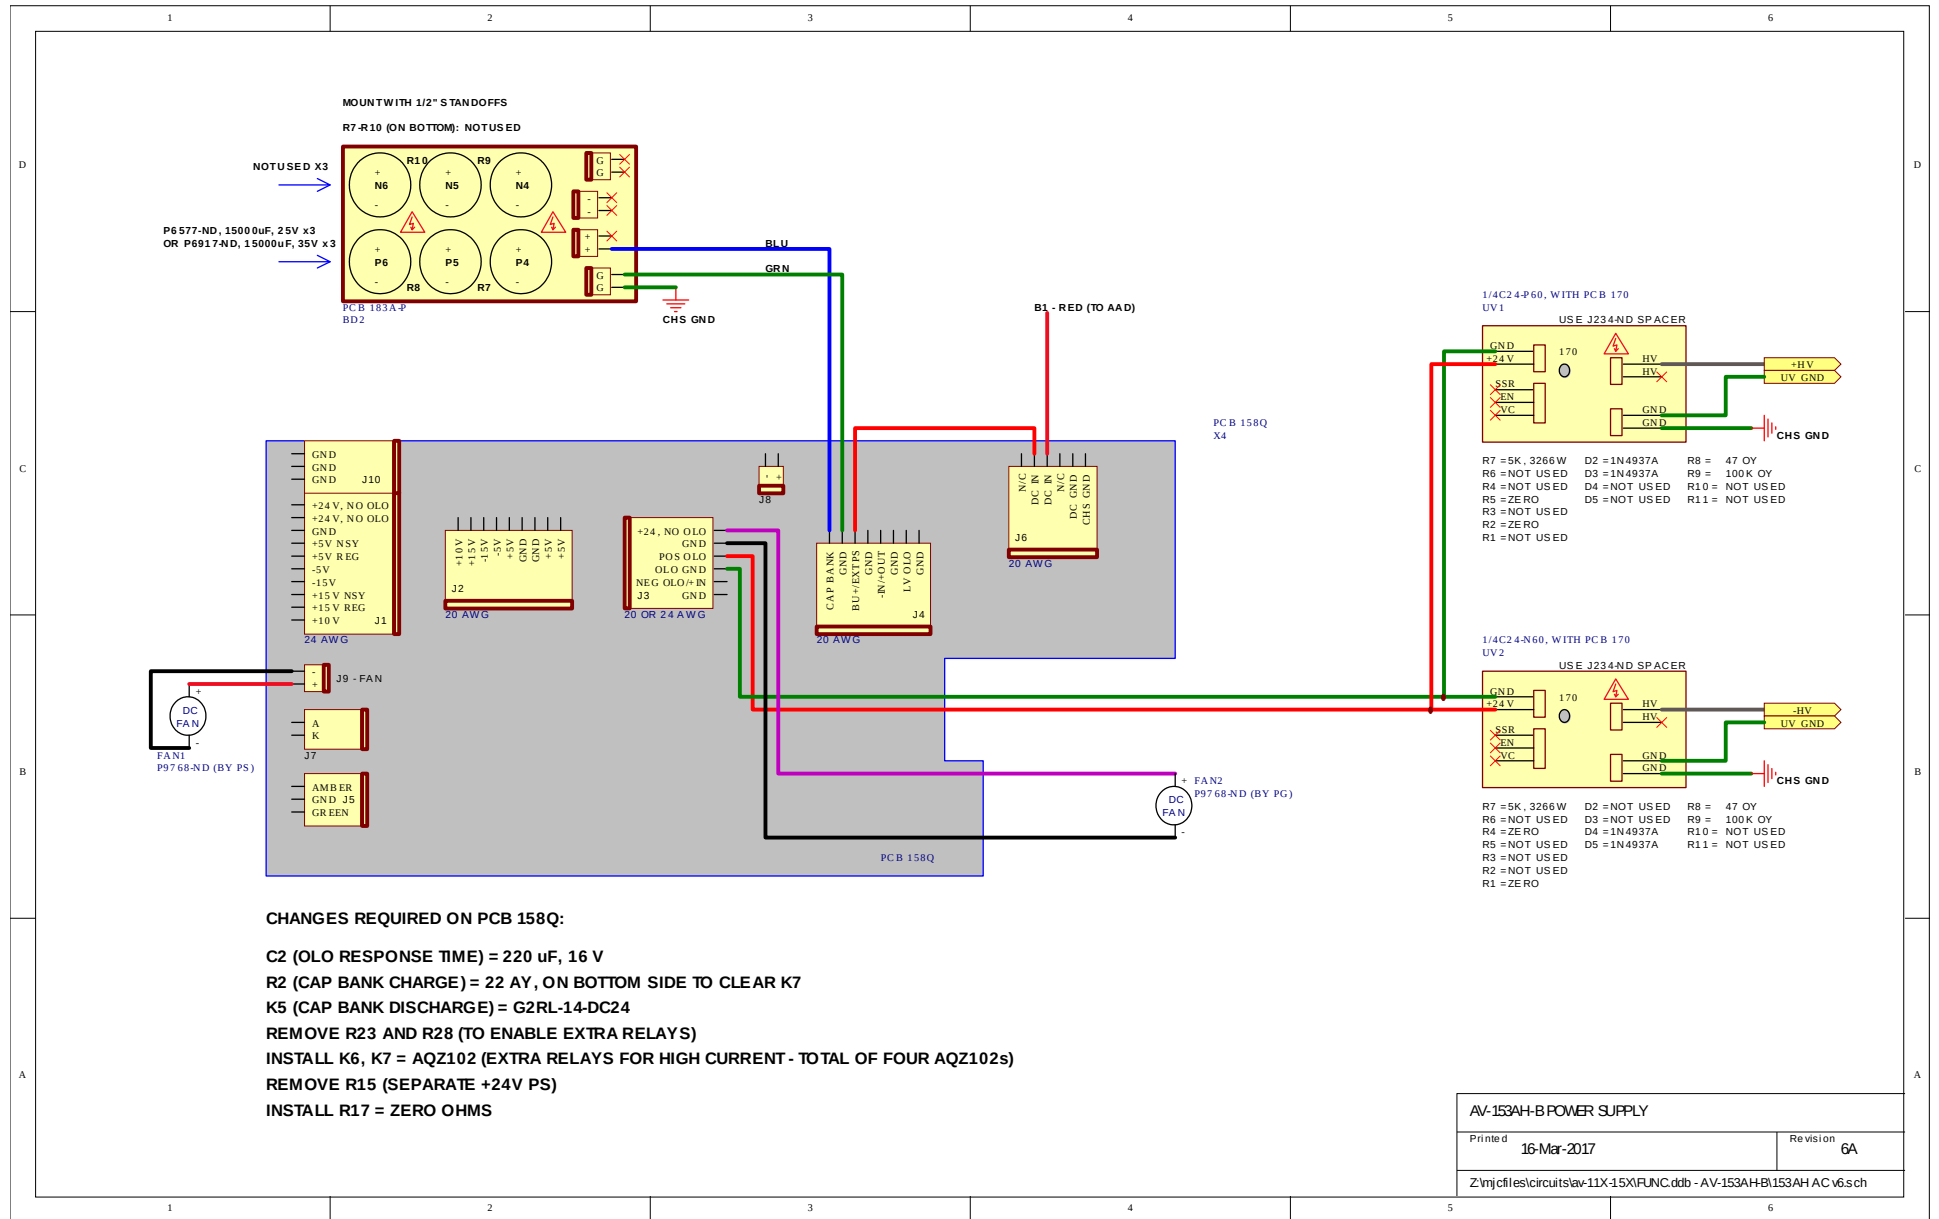 1 2 3 4 5 6
MOUNT WITH 1/2" STANDOFFS
R7-R10 (ON BOTTOM): NOT USED
D
D
NOT USED X3
R10 R9
+ + +
N6 N5 N4
- - -
G
G
-
-
P6577-ND, 15000uF, 25V x3
OR P6917-ND, 15000uF, 35V x3
+ + +
P6 P5 P4
- - -
R8 R7
+
+
G
G
BLU
GRN
PCB 183A-P
BD2
CHS GND
B1 - RED (TO AAD)
1/4C24-P60, WITH PCB 170
UV1
USE J234-ND SPACER
GND
+24V
170
SSR
EN
VC
HV
HV
GND
GND
+HV
UV GND
CHS GND
R7 = 5K, 3266W D2 = 1N4937A R8 = 47 OY
R6 = NOT USED D3 = 1N4937A R9 = 100K OY
R4 = NOT USED D4 = NOT USED R10 = NOT USED
R5 = ZERO D5 = NOT USED R11 = NOT USED
R3 = NOT USED
R2 = ZERO
R1 = NOT USED
PCB 158Q
X4
C
C
GND
GND
GND
J10
+24V, NO OLO
+24V, NO OLO
GND
+5V NSY
+5V REG
-5V
-15V
+15V NSY
+15V REG
+10V
J1
24 AWG
+10V
+15V
-15V
-5V
+5V
GND
GND
+5V
+5V
J2
20 AWG
+24, NO OLO
GND
POS OLO
OLO GND
NEG OLO/+IN
GND
J3
20 OR 24 AWG
- +
J8
CAP BANK
GND
BU+/EXT PS
GND
-IN/+OUT
GND
LV OLO
GND
J4
20 AWG
N/C
DC IN
DC IN
N/C
DC GND
CHS GND
J6
20 AWG
-
+
J9 - FAN
+
DC
FAN
-
FAN1
P9768-ND (BY PS)
A
K
J7
AMBER
GND
GREEN
J5
B
B
+
DC
FAN
-
FAN2
P9768-ND (BY PG)
PCB 158Q
1/4C24-N60, WITH PCB 170
UV2
USE J234-ND SPACER
GND
+24V
170
SSR
EN
VC
HV
HV
GND
GND
-HV
UV GND
CHS GND
R7 = 5K, 3266W D2 = NOT USED R8 = 47 OY
R6 = NOT USED D3 = NOT USED R9 = 100K OY
R4 = ZERO D4 = 1N4937A R10 = NOT USED
R5 = NOT USED D5 = 1N4937A R11 = NOT USED
R3 = NOT USED
R2 = NOT USED
R1 = ZERO
CHANGES REQUIRED ON PCB 158Q:
C2 (OLO RESPONSE TIME) = 220 uF, 16 V
R2 (CAP BANK CHARGE) = 22 AY, ON BOTTOM SIDE TO CLEAR K7
K5 (CAP BANK DISCHARGE) = G2RL-14-DC24
REMOVE R23 AND R28 (TO ENABLE EXTRA RELAYS)
INSTALL K6, K7 = AQZ102 (EXTRA RELAYS FOR HIGH CURRENT - TOTAL OF FOUR AQZ102s)
REMOVE R15 (SEPARATE +24V PS)
INSTALL R17 = ZERO OHMS
A
A
AV-153AH-B POWER SUPPLY
Printed 16-Mar-2017
Revision 6A
Z:\mjcfiles\circuits\av-11X-15X\FUNC.ddb - AV-153AH-B\153AH AC v6.sch
1 2 3 4 5 6